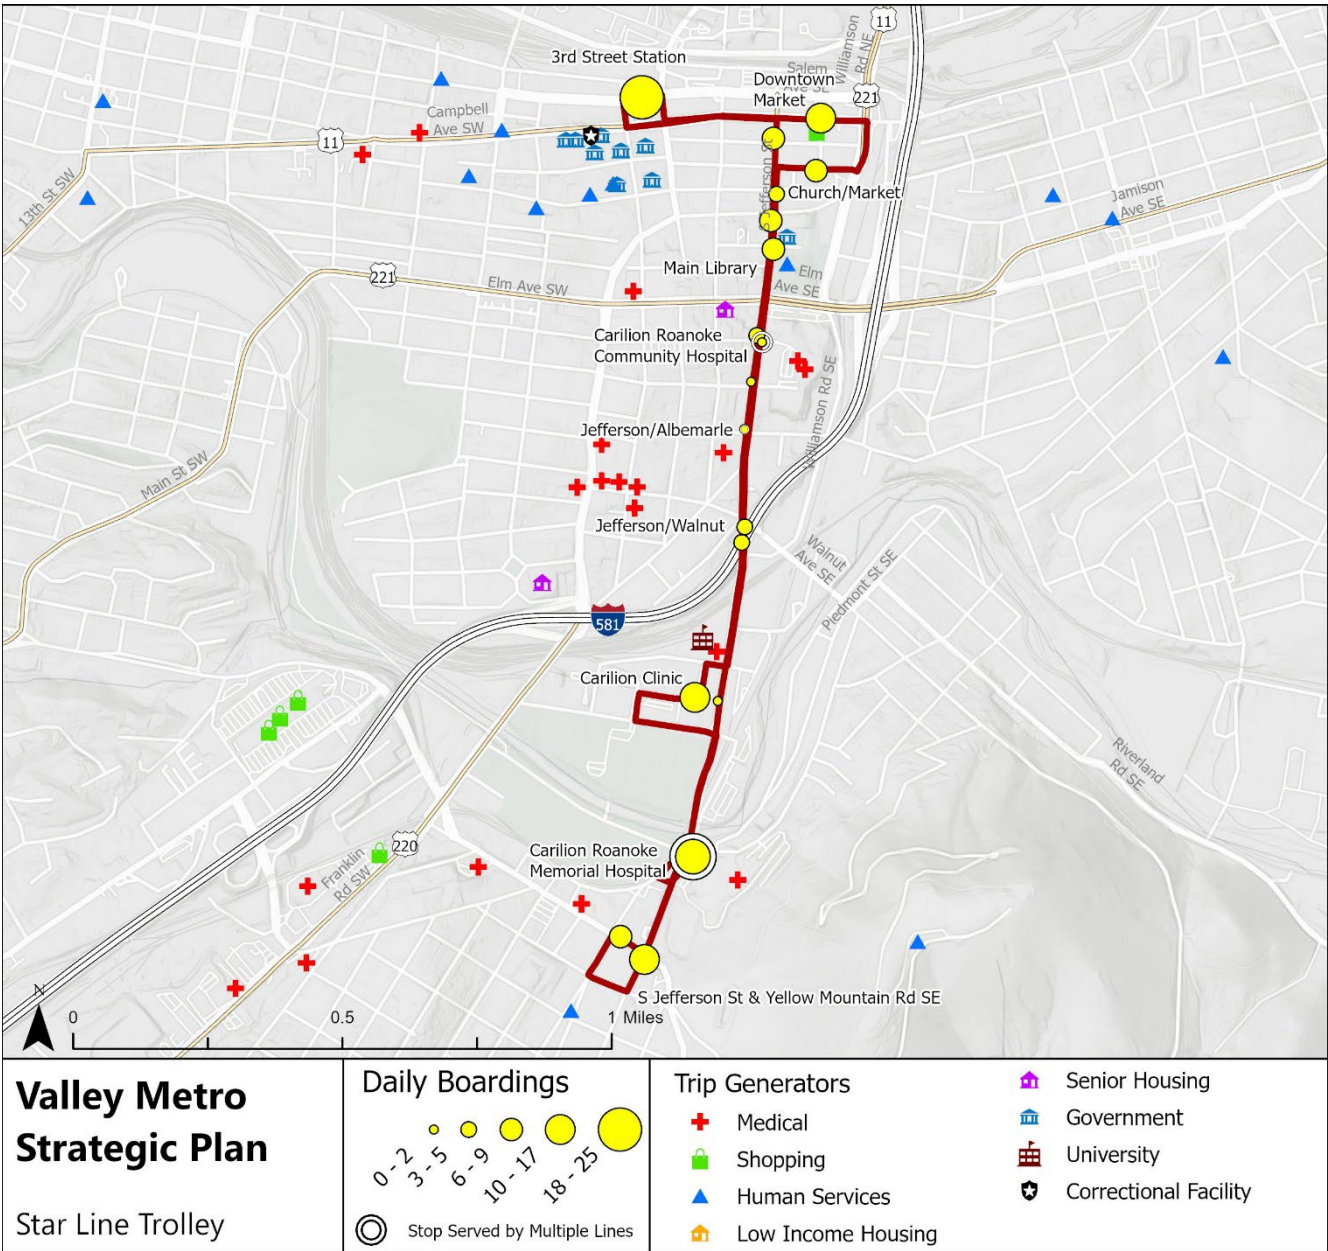 3rd Street Station
11
Williamson
Rd NE
Salem
Ave SE
Downtown
Market
221
Campbell
Ave SW
11
S Jefferson St
Church/Market
Jamison
Ave SE
13th St SW
Main Library
Elm
Ave SE
221
Elm Ave SW
Carilion Roanoke
Community Hospital
Williamson Rd SE
Jefferson/Albemarle
Main St SW
Jefferson/Walnut
Walnut
Ave SE
Piedmont St SE
581
Carilion Clinic
Riverland
Rd SE
220
Franklin
Rd SW
Carilion Roanoke
Memorial Hospital
S Jefferson St & Yellow Mountain Rd SE
N
0 0.5 1 Miles
Valley Metro
Strategic Plan
Star Line Trolley
Daily Boardings
0 - 2
3 - 5
6 - 9
10 - 17
18 - 25
Stop Served by Multiple Lines
Trip Generators
Medical
Shopping
Human Services
Low Income Housing
Senior Housing
Government
University
Correctional Facility